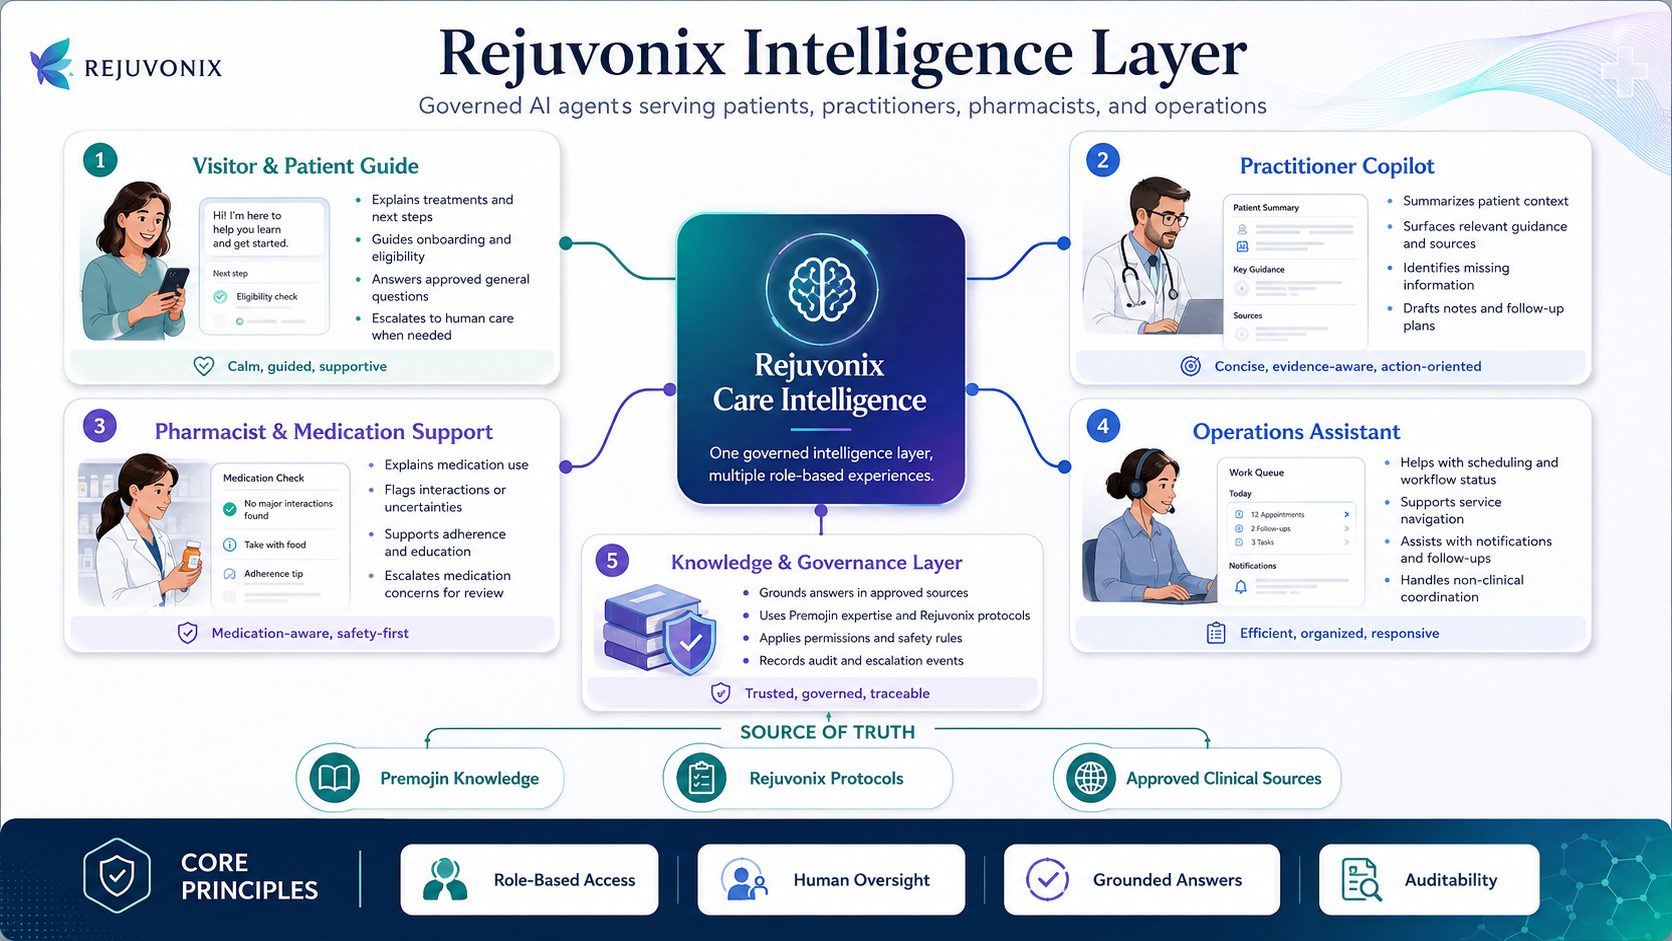 REJUVONIX
Rejuvonix Intelligence Layer
Governed AI agents serving patients, practitioners, pharmacists, and operations
1
Visitor & Patient Guide
Hi! I'm here to
help you learn
and get started.
Next step
Eligibility check
• Explains treatments and
next steps
• Guides onboarding and
eligibility
• Answers approved general
questions
• Escalates to human care
when needed
Calm, guided, supportive
2
Practitioner Copilot
Patient Summary
Key Guidance
Sources
• Summarizes patient context
• Surfaces relevant guidance
and sources
• Identifies missing
information
• Drafts notes and follow-up
plans
Concise, evidence-aware, action-oriented
Rejuvonix
Care Intelligence
One governed intelligence layer,
multiple role-based experiences.
3
Pharmacist & Medication Support
Medication Check
No major interactions
found
Take with food
Adherence tip
• Explains medication use
• Flags interactions or
uncertainties
• Supports adherence
and education
• Escalates medication
concerns for review
Medication-aware, safety-first
4
Operations Assistant
Work Queue
Today
12 Appointments
2 Follow-ups
3 Tasks
Notifications
• Helps with scheduling and
workflow status
• Supports service
navigation
• Assists with notifications
and follow-ups
• Handles non-clinical
coordination
Efficient, organized, responsive
5
Knowledge & Governance Layer
• Grounds answers in approved sources
• Uses Premojin expertise and Rejuvonix protocols
• Applies permissions and safety rules
• Records audit and escalation events
Trusted, governed, traceable
SOURCE OF TRUTH
Premojin Knowledge
Rejuvonix Protocols
Approved Clinical Sources
CORE
PRINCIPLES
Role-Based Access
Human Oversight
Grounded Answers
Auditability